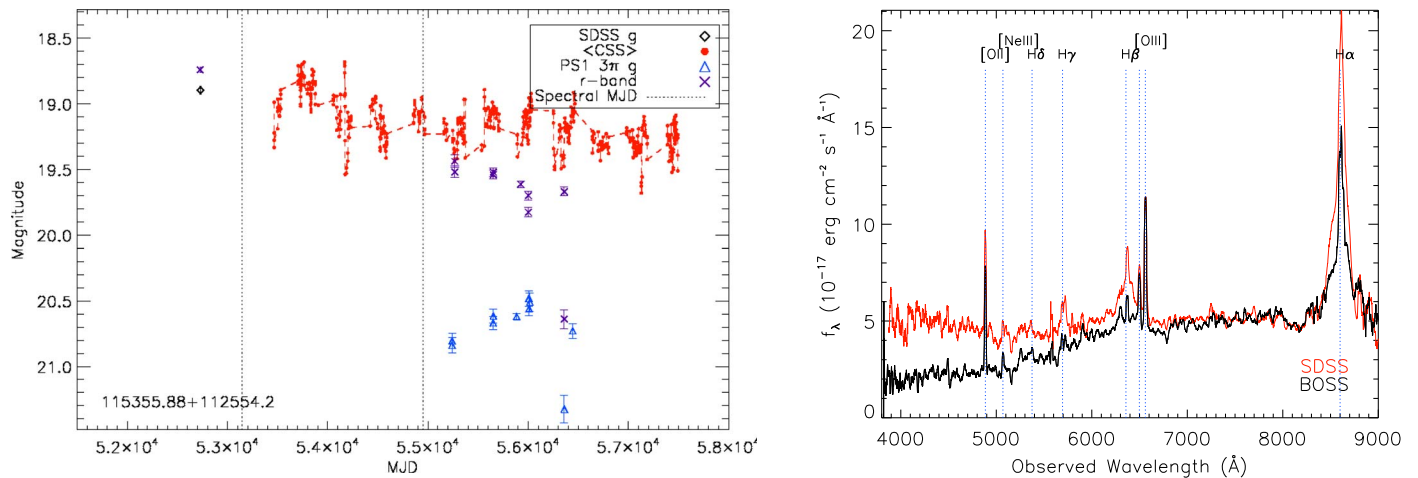 18.5
19.0
19.5
20.0
20.5
21.0
Magnitude
SDSS g
<CSS>
PS1 3π g
r-band
Spectral MJD
115355.88+112554.2
5.2×10⁴
5.3×10⁴
5.4×10⁴
5.5×10⁴
5.6×10⁴
5.7×10⁴
5.8×10⁴
MJD
20
15
10
5
0
fλ (10⁻¹⁷ erg cm⁻² s⁻¹ Å⁻¹)
[OII]
[NeIII]
Hδ
Hγ
Hβ
[OIII]
Hα
SDSS
BOSS
4000
5000
6000
7000
8000
9000
Observed Wavelength (Å)